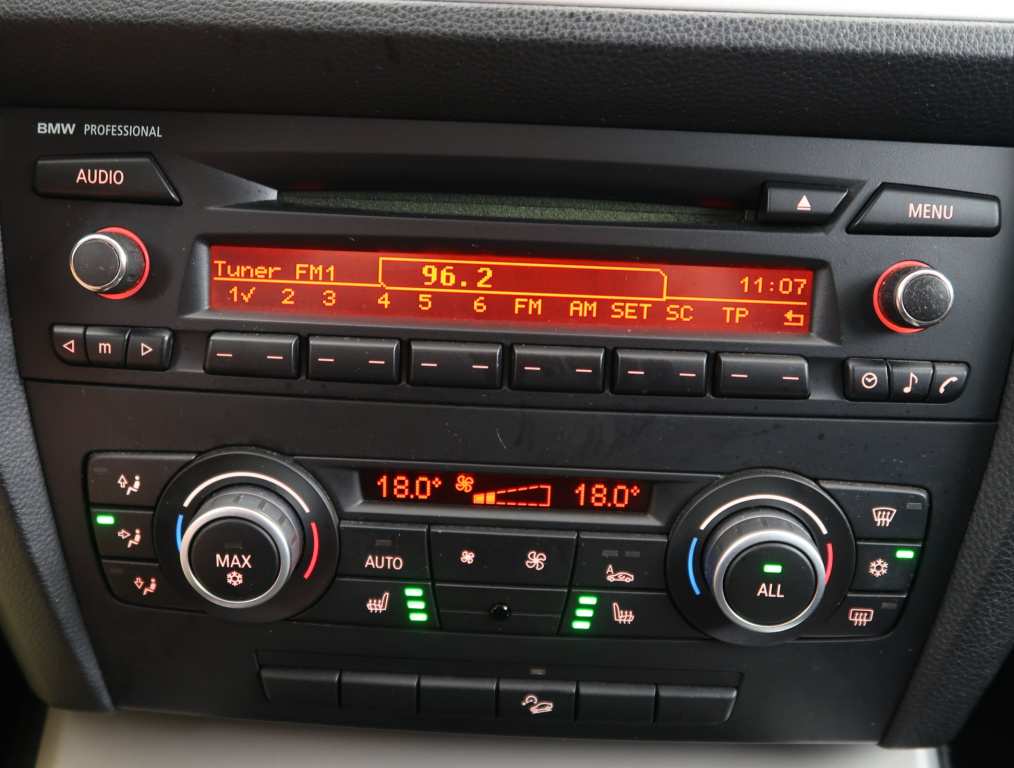 BMW PROFESSIONAL
AUDIO
MENU
Tuner FM1 96.2 11:07
1✓ 2 3 4 5 6 FM AM SET SC TP
m
18.0° 18.0°
MAX
AUTO
A
ALL